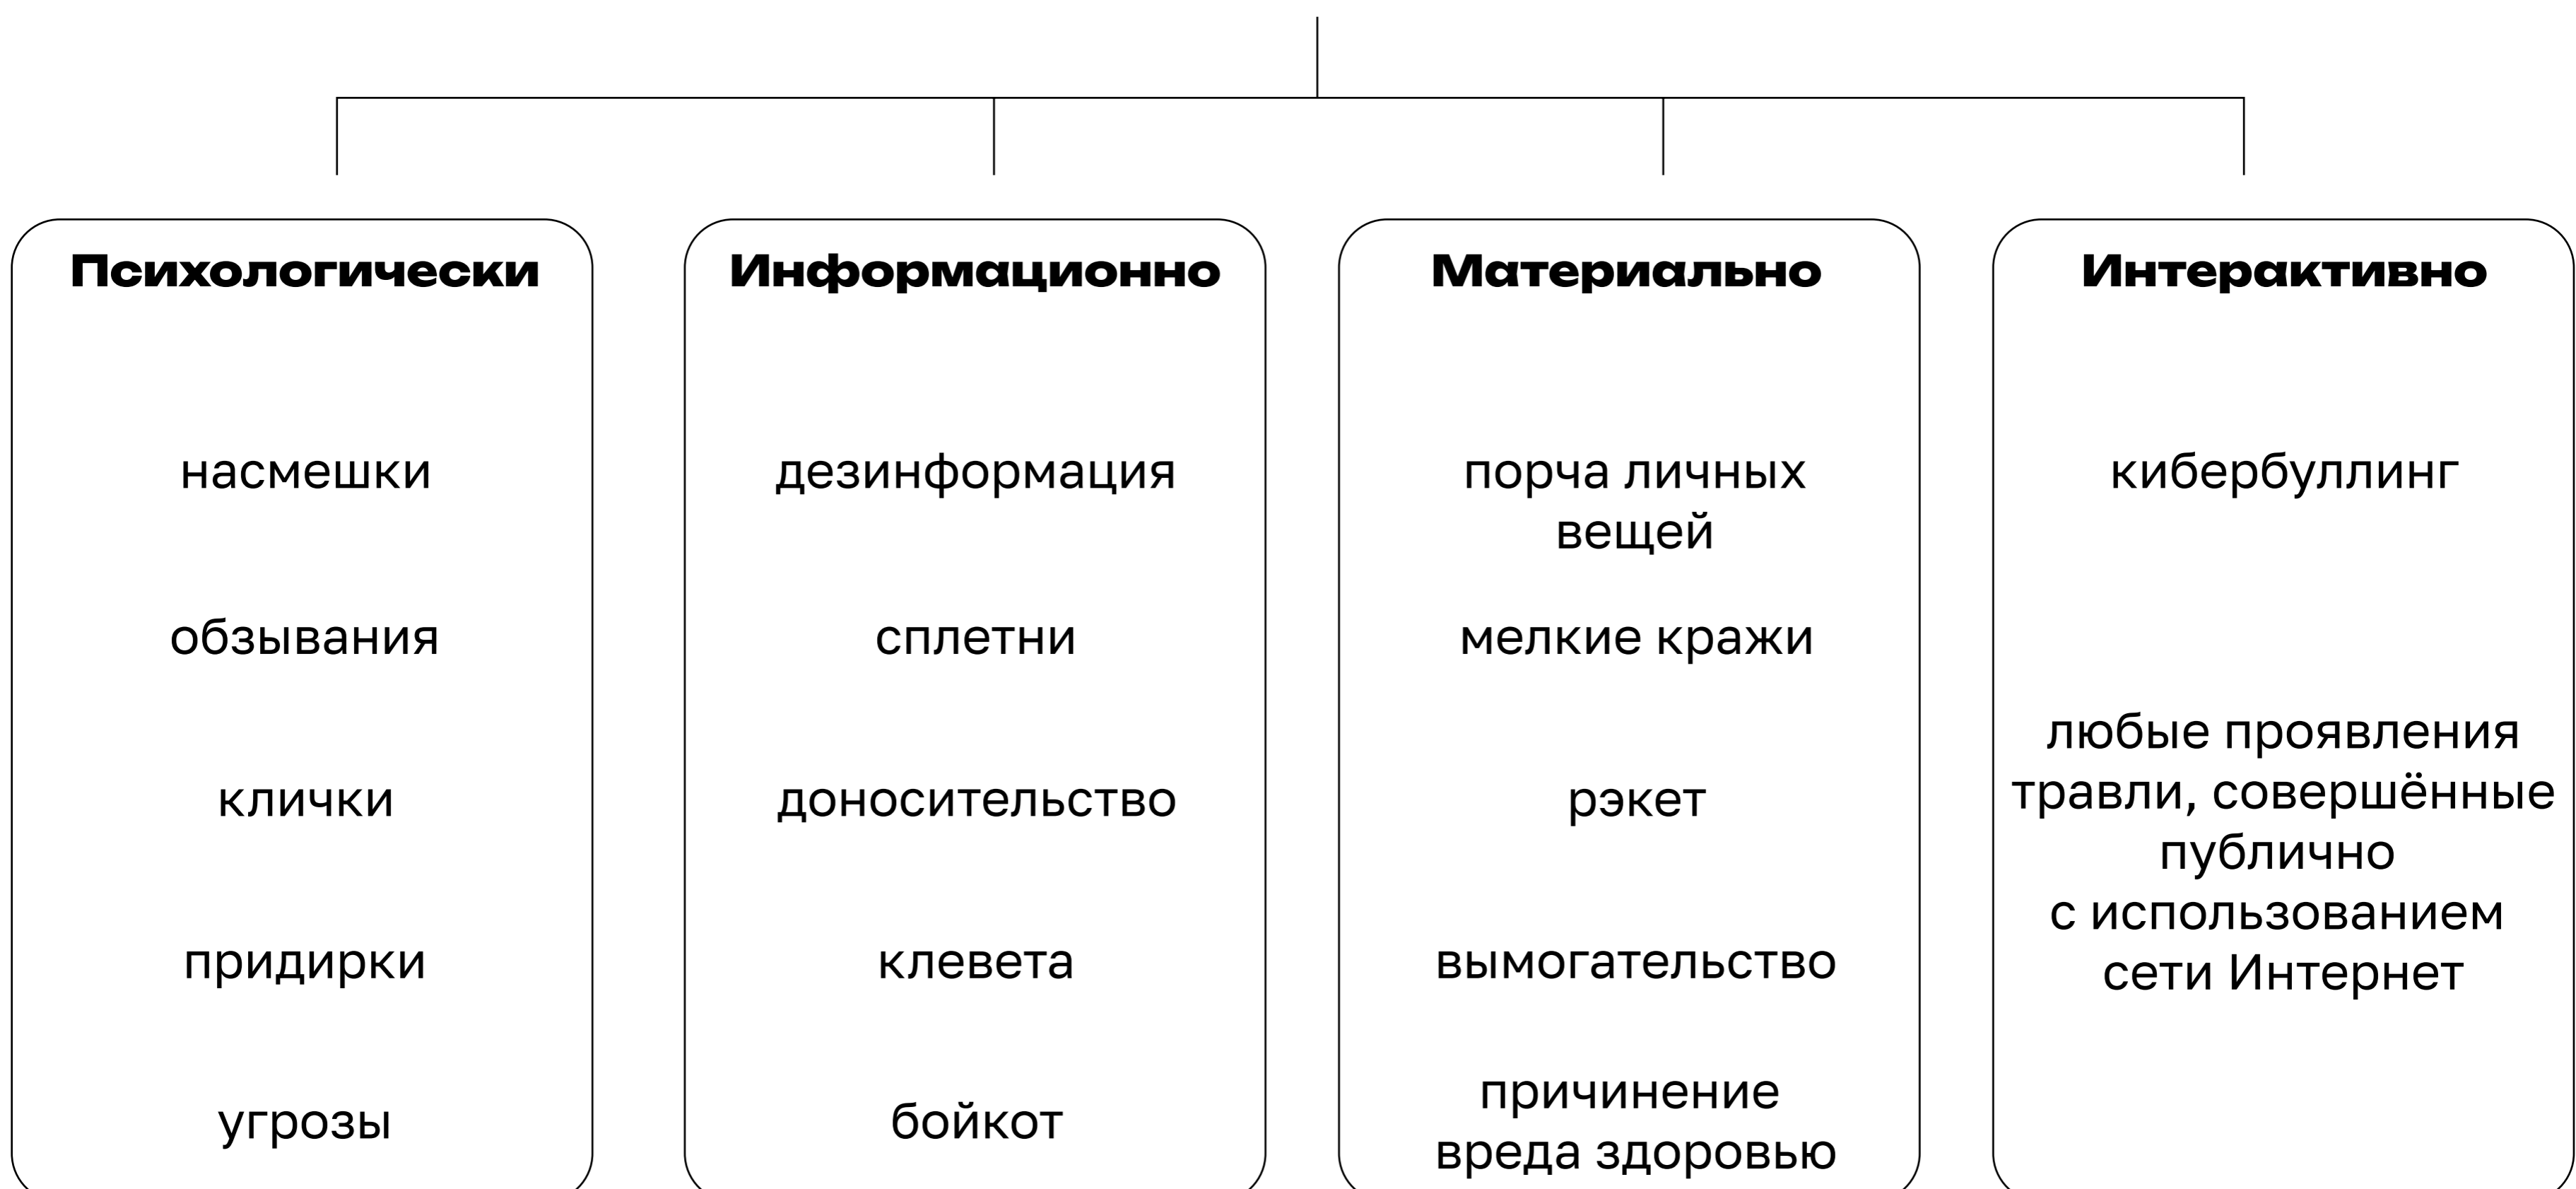 Психологически
насмешки
обзывания
клички
придирки
угрозы
Информационно
дезинформация
сплетни
доносительство
клевета
бойкот
Материально
порча личных
вещей
мелкие кражи
рэкет
вымогательство
причинение
вреда здоровью
Интерактивно
кибербуллинг
любые проявления
травли, совершённые
публично
с использованием
сети Интернет